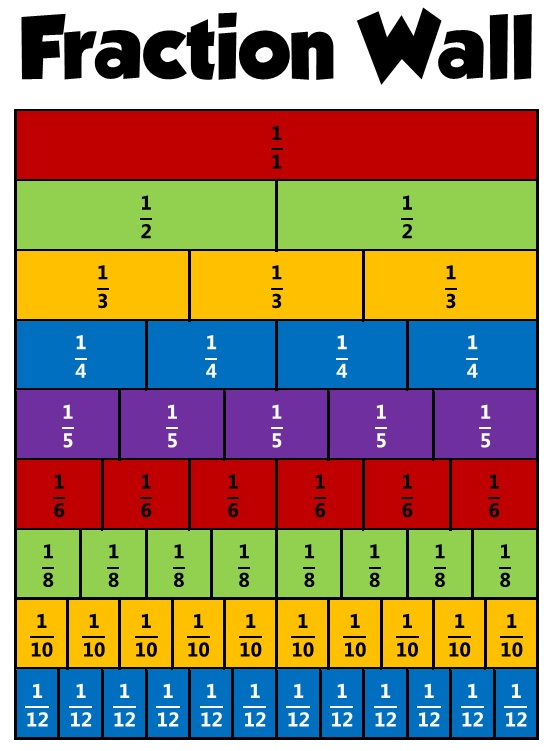 Fraction Wall
1/1
1/2 1/2
1/3 1/3 1/3
1/4 1/4 1/4 1/4
1/5 1/5 1/5 1/5 1/5
1/6 1/6 1/6 1/6 1/6 1/6
1/8 1/8 1/8 1/8 1/8 1/8 1/8 1/8
1/10 1/10 1/10 1/10 1/10 1/10 1/10 1/10 1/10 1/10
1/12 1/12 1/12 1/12 1/12 1/12 1/12 1/12 1/12 1/12 1/12 1/12